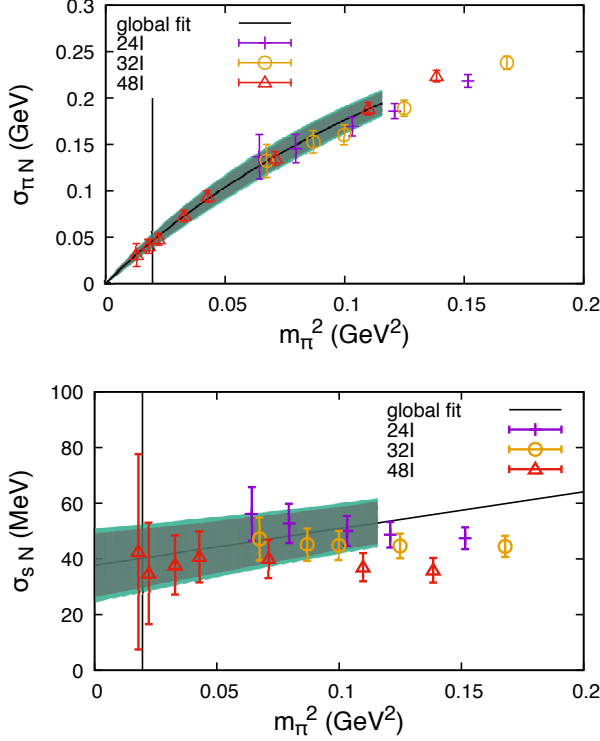 0.3
0.25
0.2
0.15
0.1
0.05
0
σπ N (GeV)
global fit
24I
32I
48I
0 0.05 0.1 0.15 0.2
mπ² (GeV²)
100
80
60
40
20
0
σs N (MeV)
global fit
24I
32I
48I
0 0.05 0.1 0.15 0.2
mπ² (GeV²)